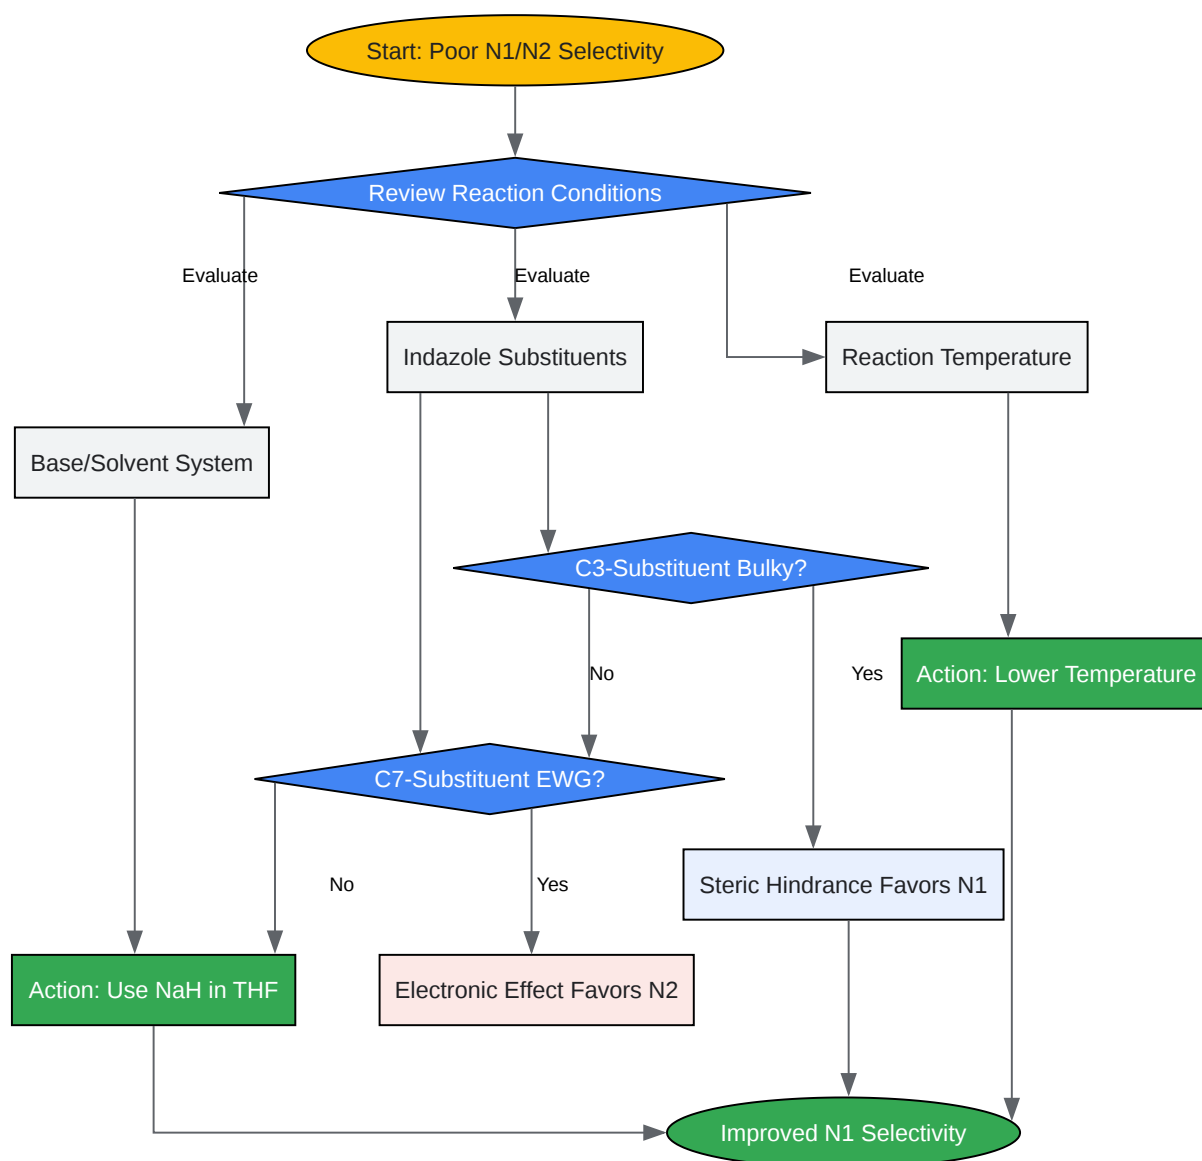 Start: Poor N1/N2 Selectivity
Review Reaction Conditions
Evaluate
Evaluate
Evaluate
Indazole Substituents
Reaction Temperature
Base/Solvent System
C3-Substituent Bulky?
No
Yes
Action: Lower Temperature
C7-Substituent EWG?
No
Yes
Steric Hindrance Favors N1
Action: Use NaH in THF
Electronic Effect Favors N2
Improved N1 Selectivity